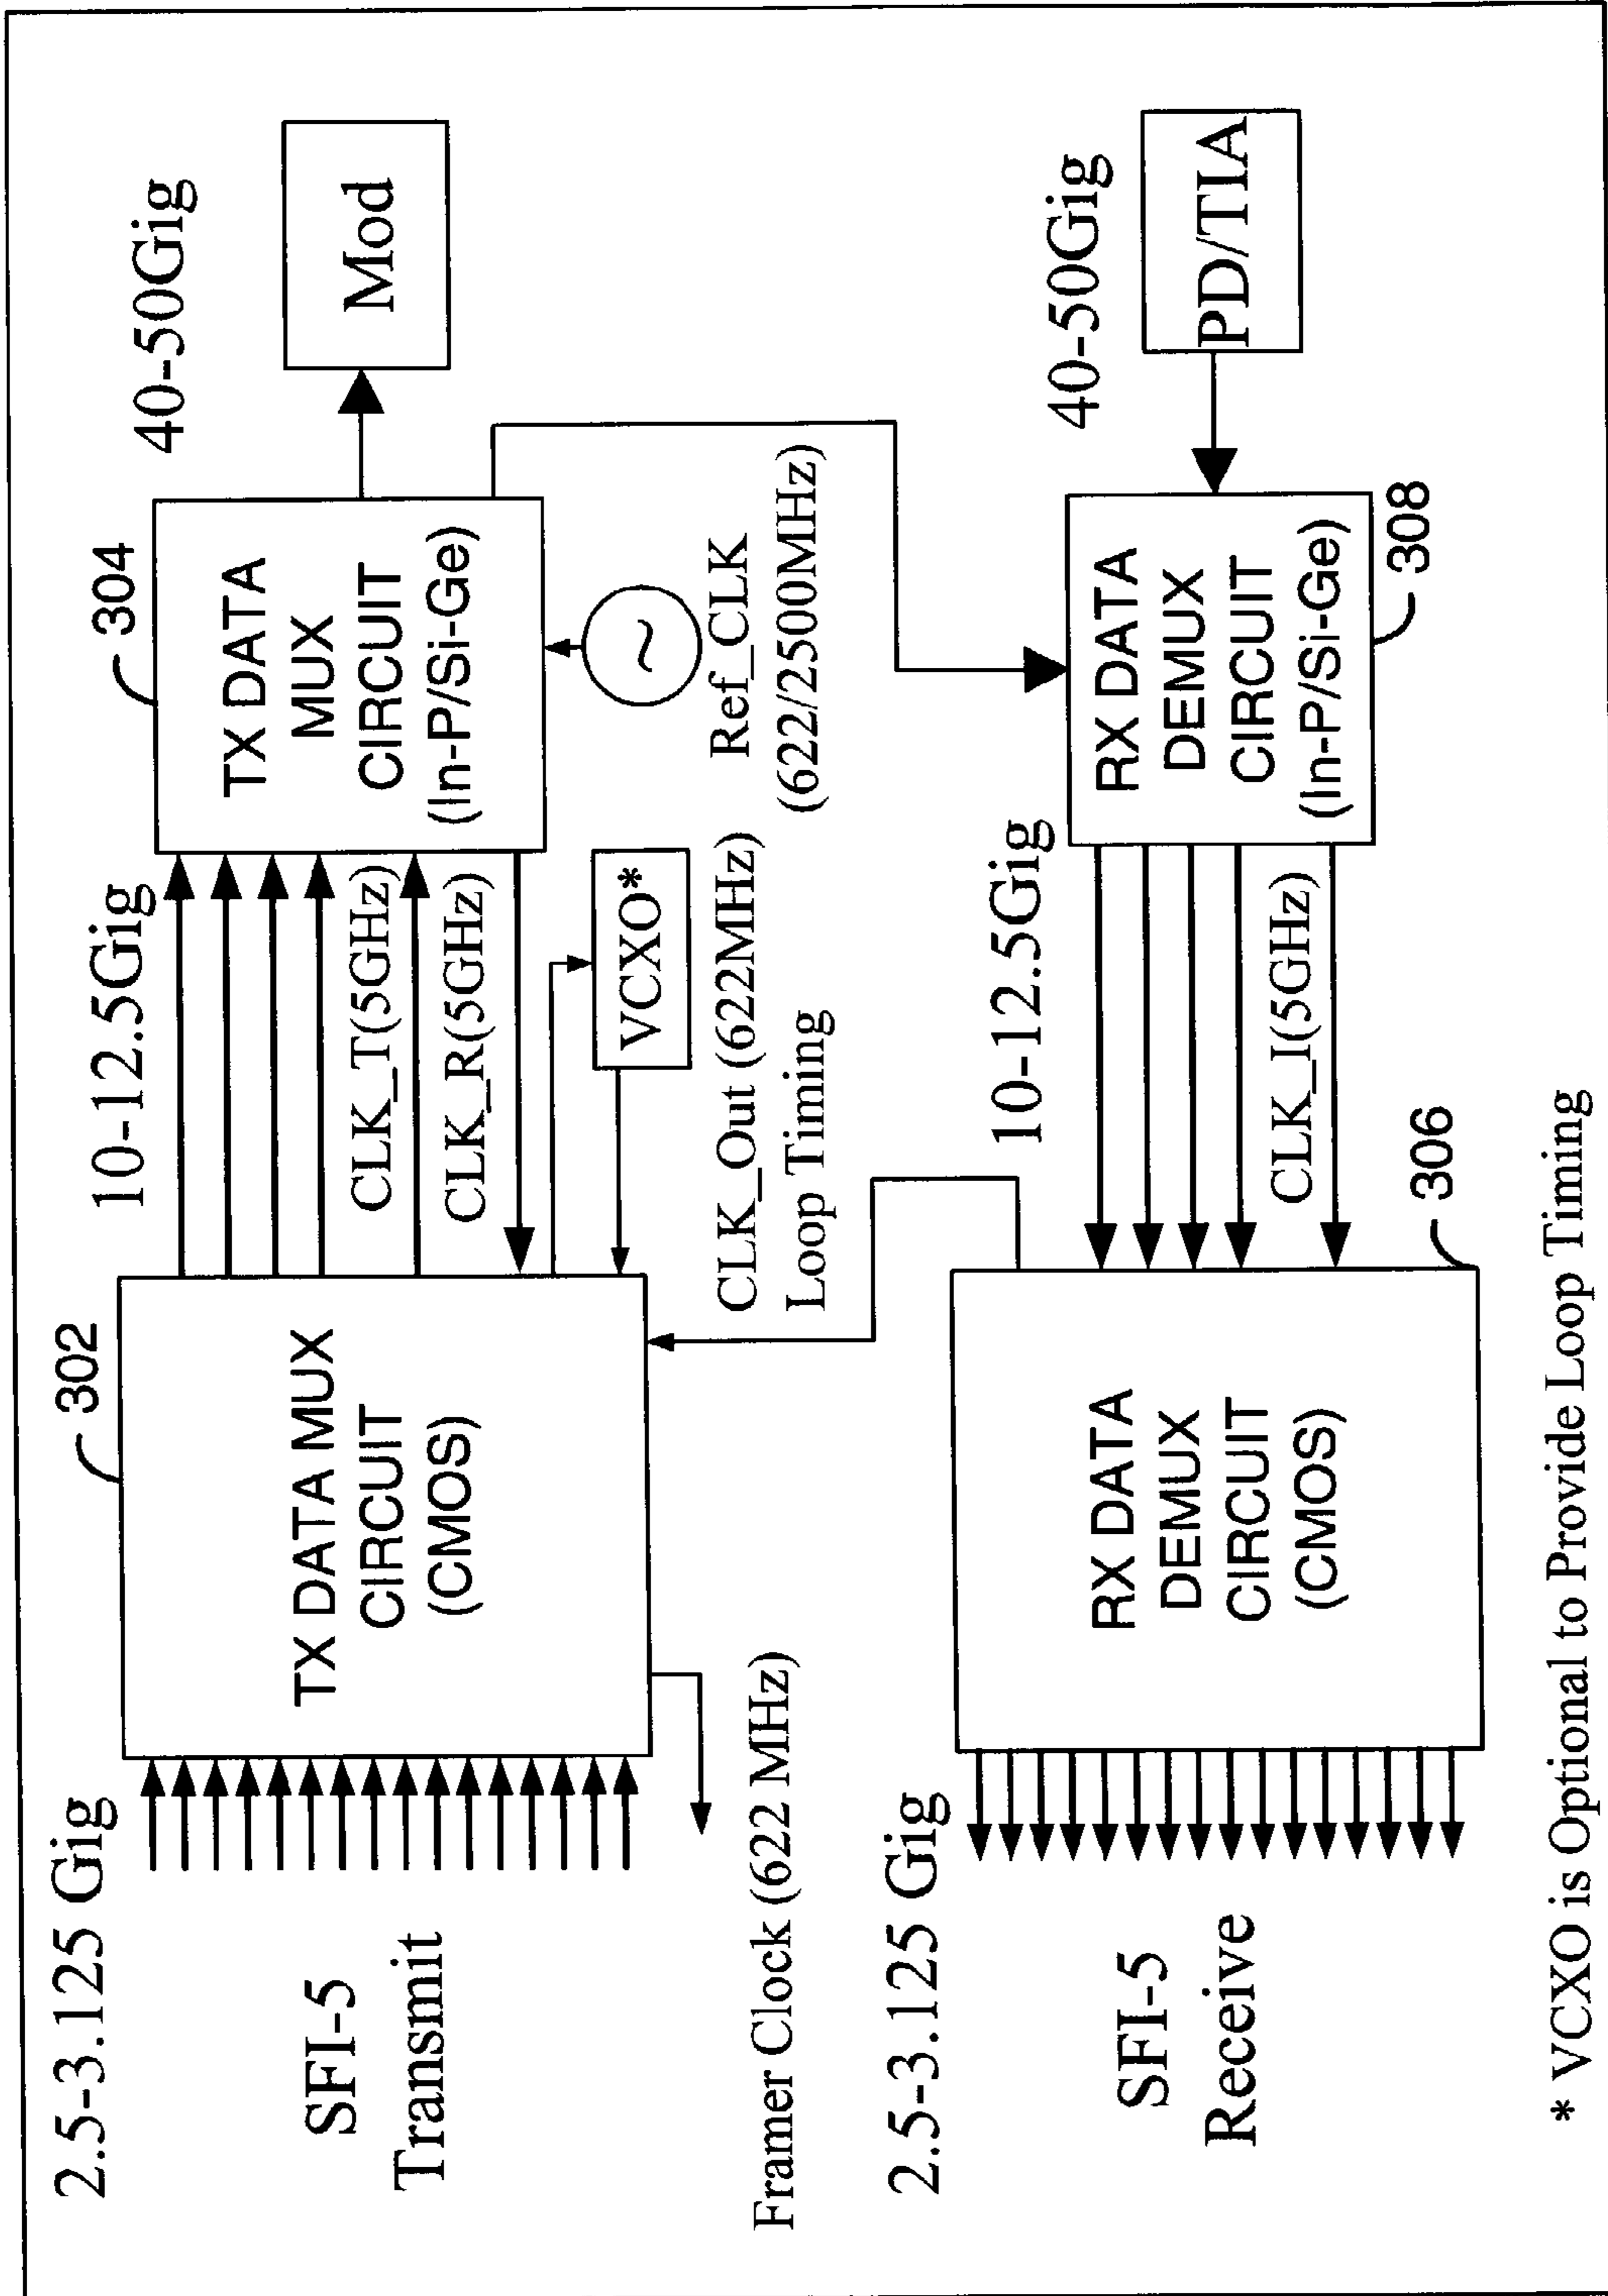 2.5-3.125 Gig
SFI-5
Transmit
302
TX DATA MUX
CIRCUIT
(CMOS)
10-12.5Gig
CLK_T(5GHz)
CLK_R(5GHz)
304
TX DATA
MUX
CIRCUIT
(In-P/Si-Ge)
40-50Gig
Mod
VCXO*
~
Ref_CLK
(622/2500MHz)
CLK_Out (622MHz)
Loop Timing
Framer Clock (622 MHz)
2.5-3.125 Gig
SFI-5
Receive
RX DATA
DEMUX
CIRCUIT
(CMOS)
306
10-12.5Gig
CLK_I(5GHz)
RX DATA
DEMUX
CIRCUIT
(In-P/Si-Ge)
308
40-50Gig
PD/TIA
* VCXO is Optional to Provide Loop Timing